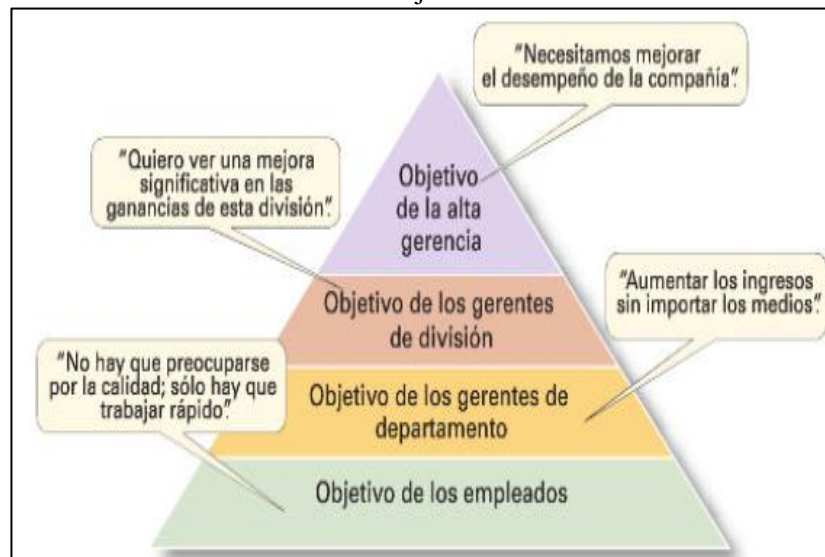 "Necesitamos mejorar
el desempeño de la compañía".
"Quiero ver una mejora
significativa en las
ganancias de esta división".
Objetivo
de la alta
gerencia
"Aumentar los ingresos
sin importar los medios".
Objetivo de los gerentes
de división
"No hay que preocuparse
por la calidad; sólo hay que
trabajar rápido".
Objetivo de los gerentes de
departamento
Objetivo de los empleados